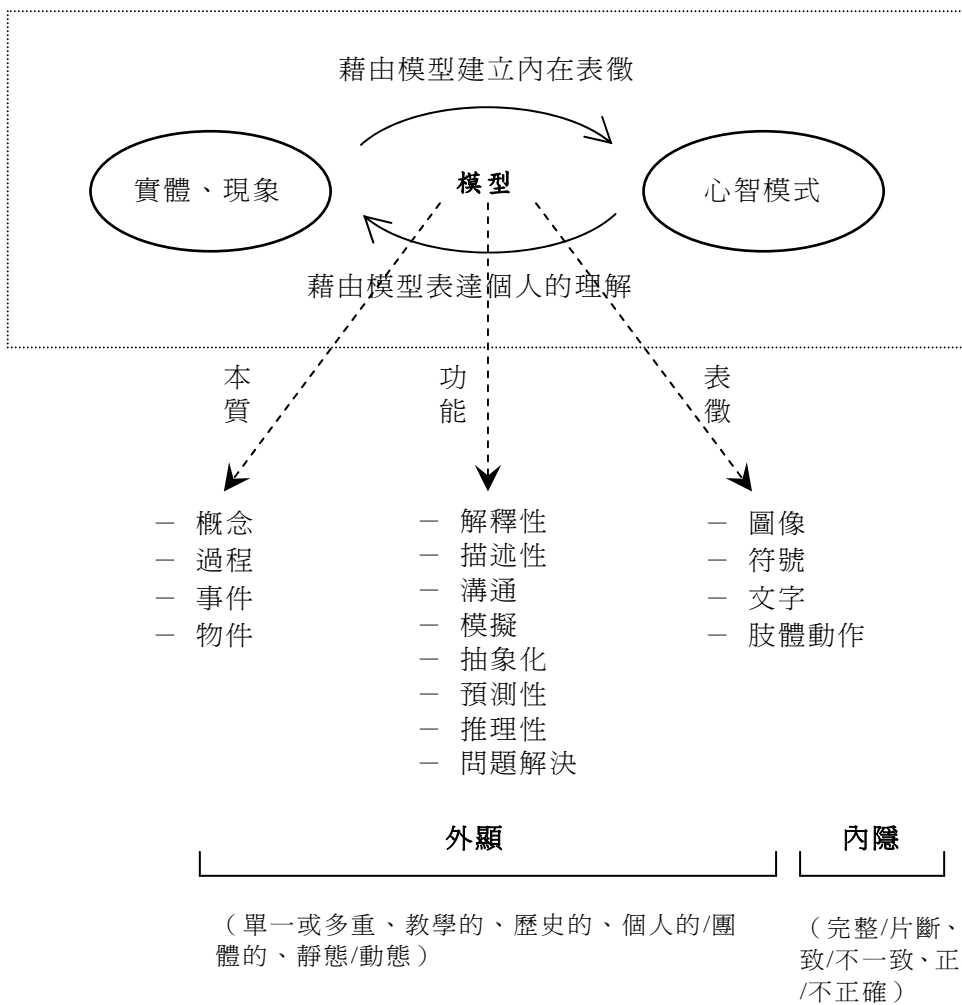 藉由模型建立內在表徵
實體、現象
模型
心智模式
藉由模型表達個人的理解
本質
功能
表徵
－ 概念
－ 過程
－ 事件
－ 物件
－ 解釋性
－ 描述性
－ 溝通
－ 模擬
－ 抽象化
－ 預測性
－ 推理性
－ 問題解決
－ 圖像
－ 符號
－ 文字
－ 肢體動作
外顯
內隱
（單一或多重、教學的、歷史的、個人的/團
體的、靜態/動態）
（完整/片斷、
致/不一致、正
/不正確）